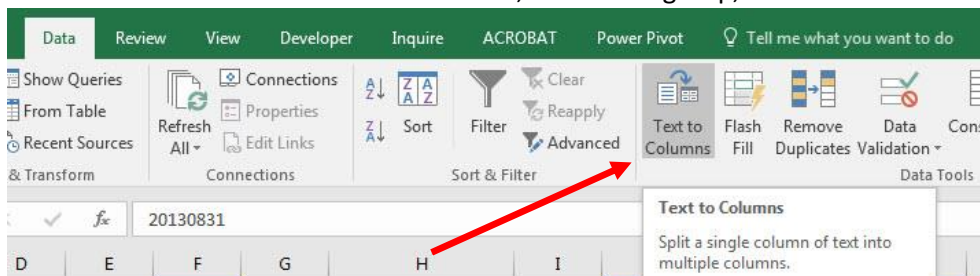 Data Review View Developer Inquire ACROBAT Power Pivot Tell me what you want to do
Show Queries
From Table
Recent Sources
& Transform
Refresh
All
Connections
Properties
Edit Links
Connections
A
Z
Z
A
Z A
A Z
Sort
Filter
Clear
Reapply
Advanced
Sort & Filter
Text to
Columns
Flash
Fill
Remove
Duplicates
Data
Validation
Cons
Data Tools
fx 20130831
Text to Columns
Split a single column of text into
multiple columns.
D E F G H I